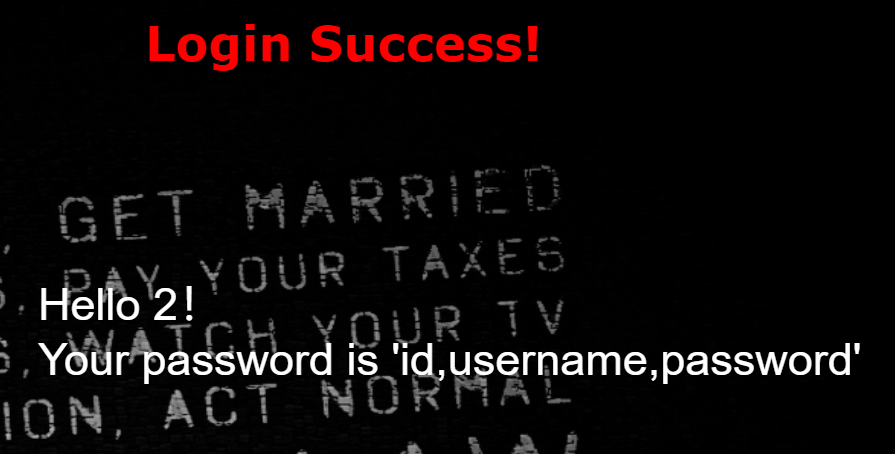 Login Success!
, GET MARRIED
S, PAY YOUR TAXES
Hello 2！
S, WATCH YOUR TV
Your password is 'id,username,password'
ION, ACT NORMAL